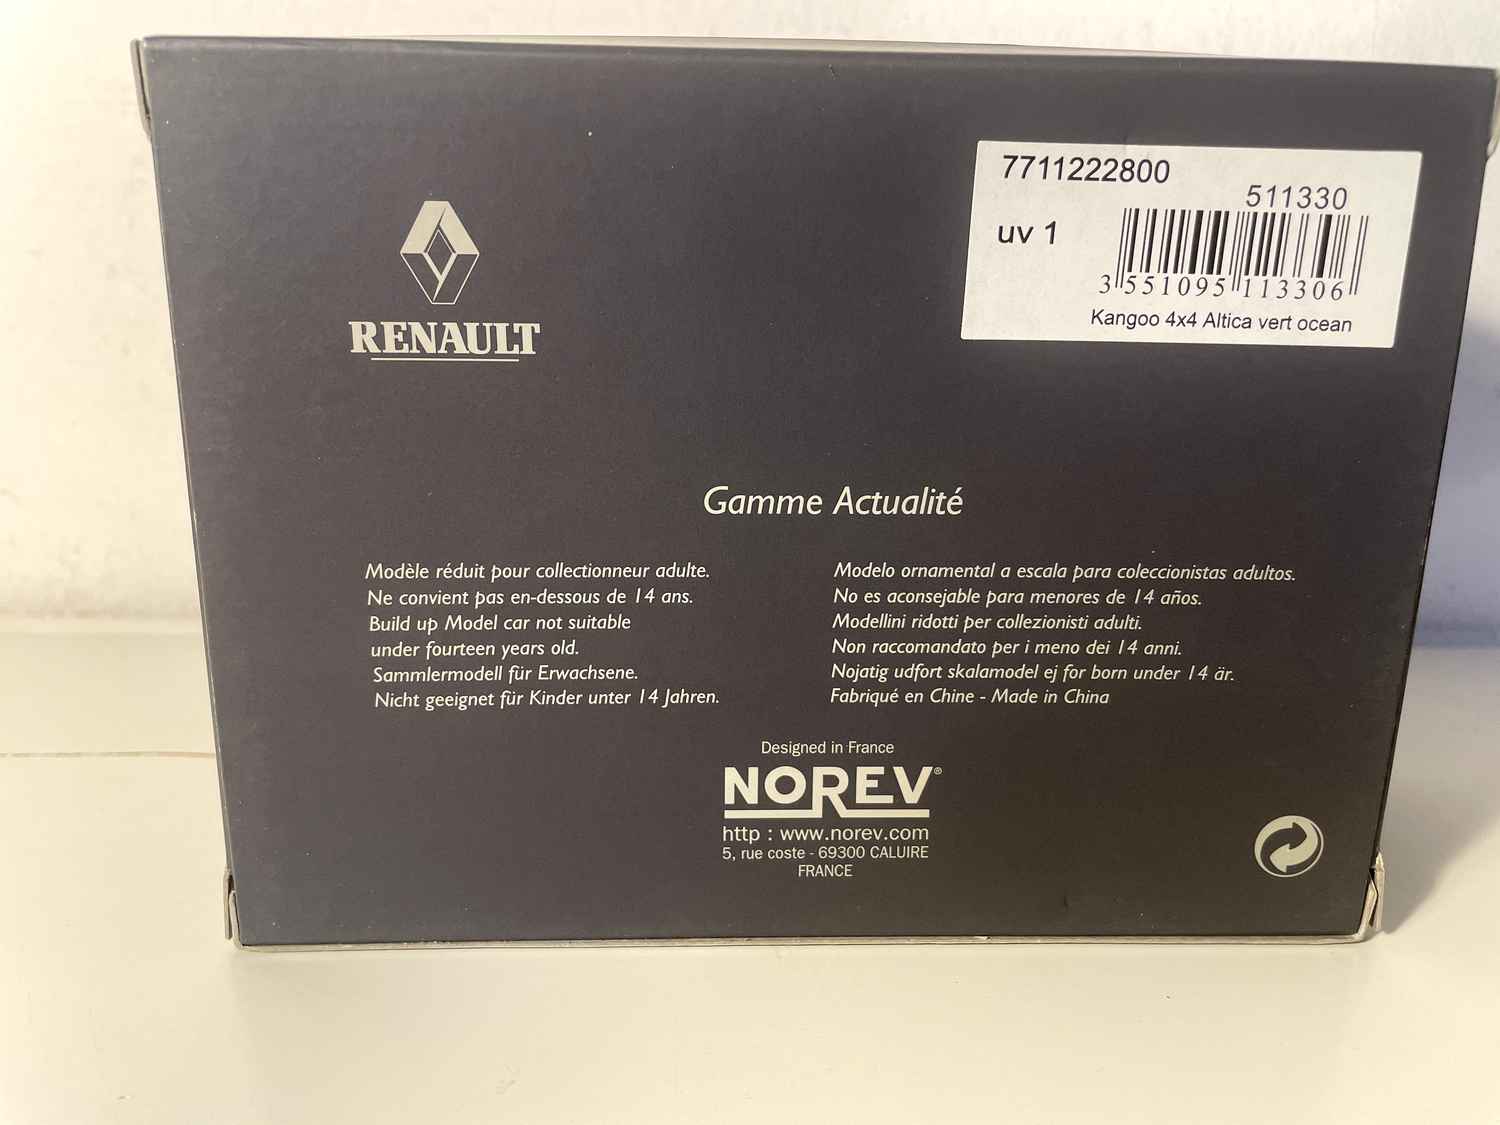 7711222800
511330
uv 1
3 551095 113306
Kangoo 4x4 Altica vert ocean
RENAULT
Gamme Actualité
Modèle réduit pour collectionneur adulte.
Ne convient pas en-dessous de 14 ans.
Build up Model car not suitable
under fourteen years old.
Sammlermodell für Erwachsene.
Nicht geeignet für Kinder unter 14 Jahren.
Modelo ornamental a escala para coleccionistas adultos.
No es aconsejable para menores de 14 años.
Modellini ridotti per collezionisti adulti.
Non raccomandato per i meno dei 14 anni.
Nojatig udfort skalamodel ej for born under 14 är.
Fabriqué en Chine - Made in China
Designed in France
NOREV®
http : www.norev.com
5, rue coste - 69300 CALUIRE
FRANCE